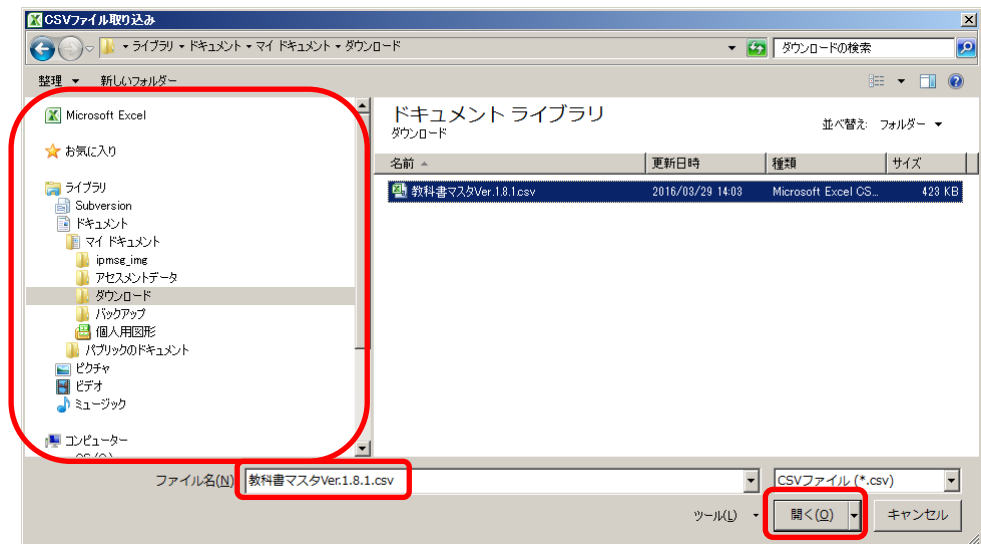 CSVファイル取り込み
ライブラリ ▾ ドキュメント ▾ マイ ドキュメント ▾ ダウンロード
ダウンロードの検索
整理 ▼ 新しいフォルダー
Microsoft Excel
お気に入り
ライブラリ
Subversion
ドキュメント
マイ ドキュメント
ipmsg_img
アセスメントデータ
ダウンロード
バックアップ
個人用図形
パブリックのドキュメント
ピクチャ
ビデオ
ミュージック
コンピューター
ドキュメント ライブラリ
ダウンロード
並べ替え: フォルダー ▼
名前 更新日時 種類 サイズ
教科書マスタVer.1.8.1.csv 2016/03/29 14:03 Microsoft Excel CS... 423 KB
ファイル名(N) 教科書マスタVer.1.8.1.csv CSVファイル (*.csv)
ツール(L) 開く(O) キャンセル